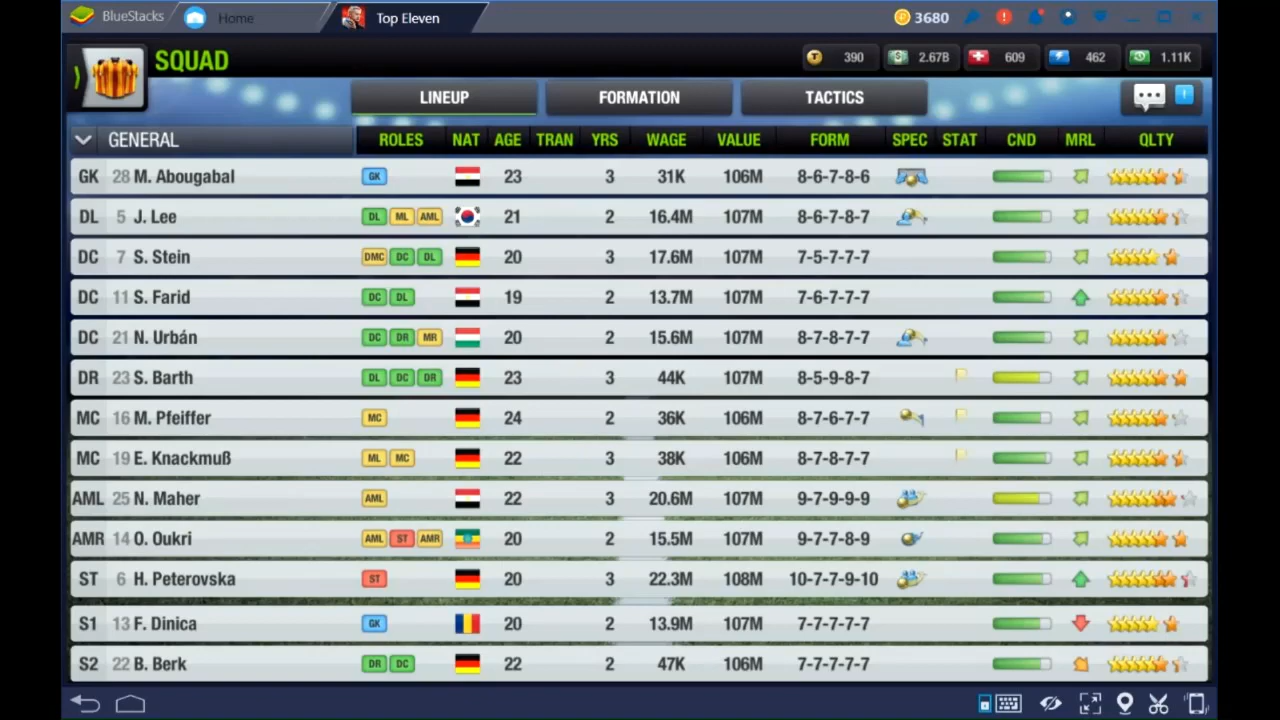 BlueStacks Home Top Eleven 3680
SQUAD 390 2.67B 609 462 1.11K
LINEUP FORMATION TACTICS
GENERAL ROLES NAT AGE TRAN YRS WAGE VALUE FORM SPEC STAT CND MRL QLTY
GK 28 M. Abougabal GK 23 3 31K 106M 8-6-7-8-6
DL 5 J. Lee DL ML AML 21 2 16.4M 107M 8-6-7-8-7
DC 7 S. Stein DMC DC DL 20 3 17.6M 107M 7-5-7-7-7
DC 11 S. Farid DC DL 19 2 13.7M 107M 7-6-7-7-7
DC 21 N. Urbán DC DR MR 20 2 15.6M 107M 8-7-8-7-7
DR 23 S. Barth DL DC DR 23 3 44K 107M 8-5-9-8-7
MC 16 M. Pfeiffer MC 24 2 36K 106M 8-7-6-7-7
MC 19 E. Knackmuß ML MC 22 3 38K 106M 8-7-8-7-7
AML 25 N. Maher AML 22 3 20.6M 107M 9-7-9-9-9
AMR 14 O. Oukri AML ST AMR 20 2 15.5M 107M 9-7-7-8-9
ST 6 H. Peterovska ST 20 3 22.3M 108M 10-7-7-9-10
S1 13 F. Dinica GK 20 2 13.9M 107M 7-7-7-7-7
S2 22 B. Berk DR DC 22 2 47K 106M 7-7-7-7-7